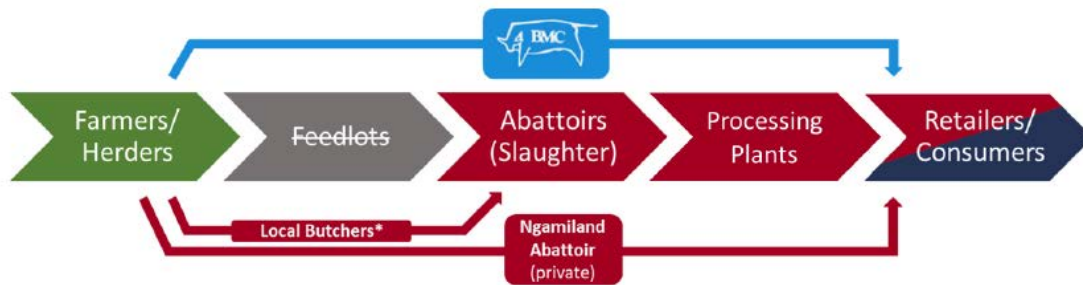 BMC
Farmers/
Herders
Feedlots
Abattoirs
(Slaughter)
Processing
Plants
Retailers/
Consumers
Local Butchers*
Ngamiland
Abattoir
(private)